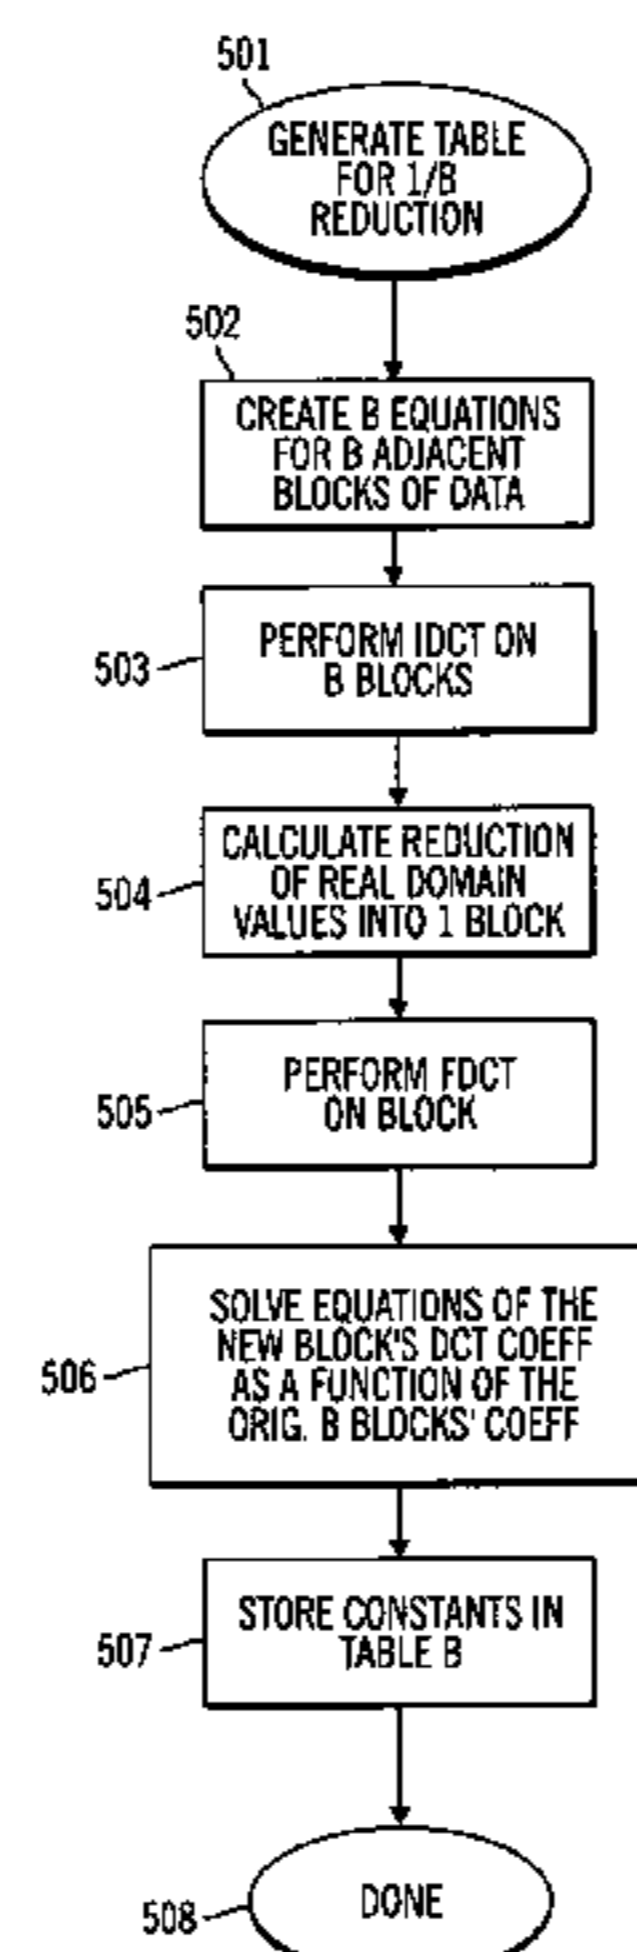 501
GENERATE TABLE
FOR 1/B
REDUCTION
502
CREATE B EQUATIONS
FOR B ADJACENT
BLOCKS OF DATA
503
PERFORM IDCT ON
B BLOCKS
504
CALCULATE REDUCTION
OF REAL DOMAIN
VALUES INTO 1 BLOCK
505
PERFORM FDCT
ON BLOCK
506
SOLVE EQUATIONS OF THE
NEW BLOCK'S DCT COEFF
AS A FUNCTION OF THE
ORIG. B BLOCKS' COEFF
507
STORE CONSTANTS IN
TABLE B
508
DONE